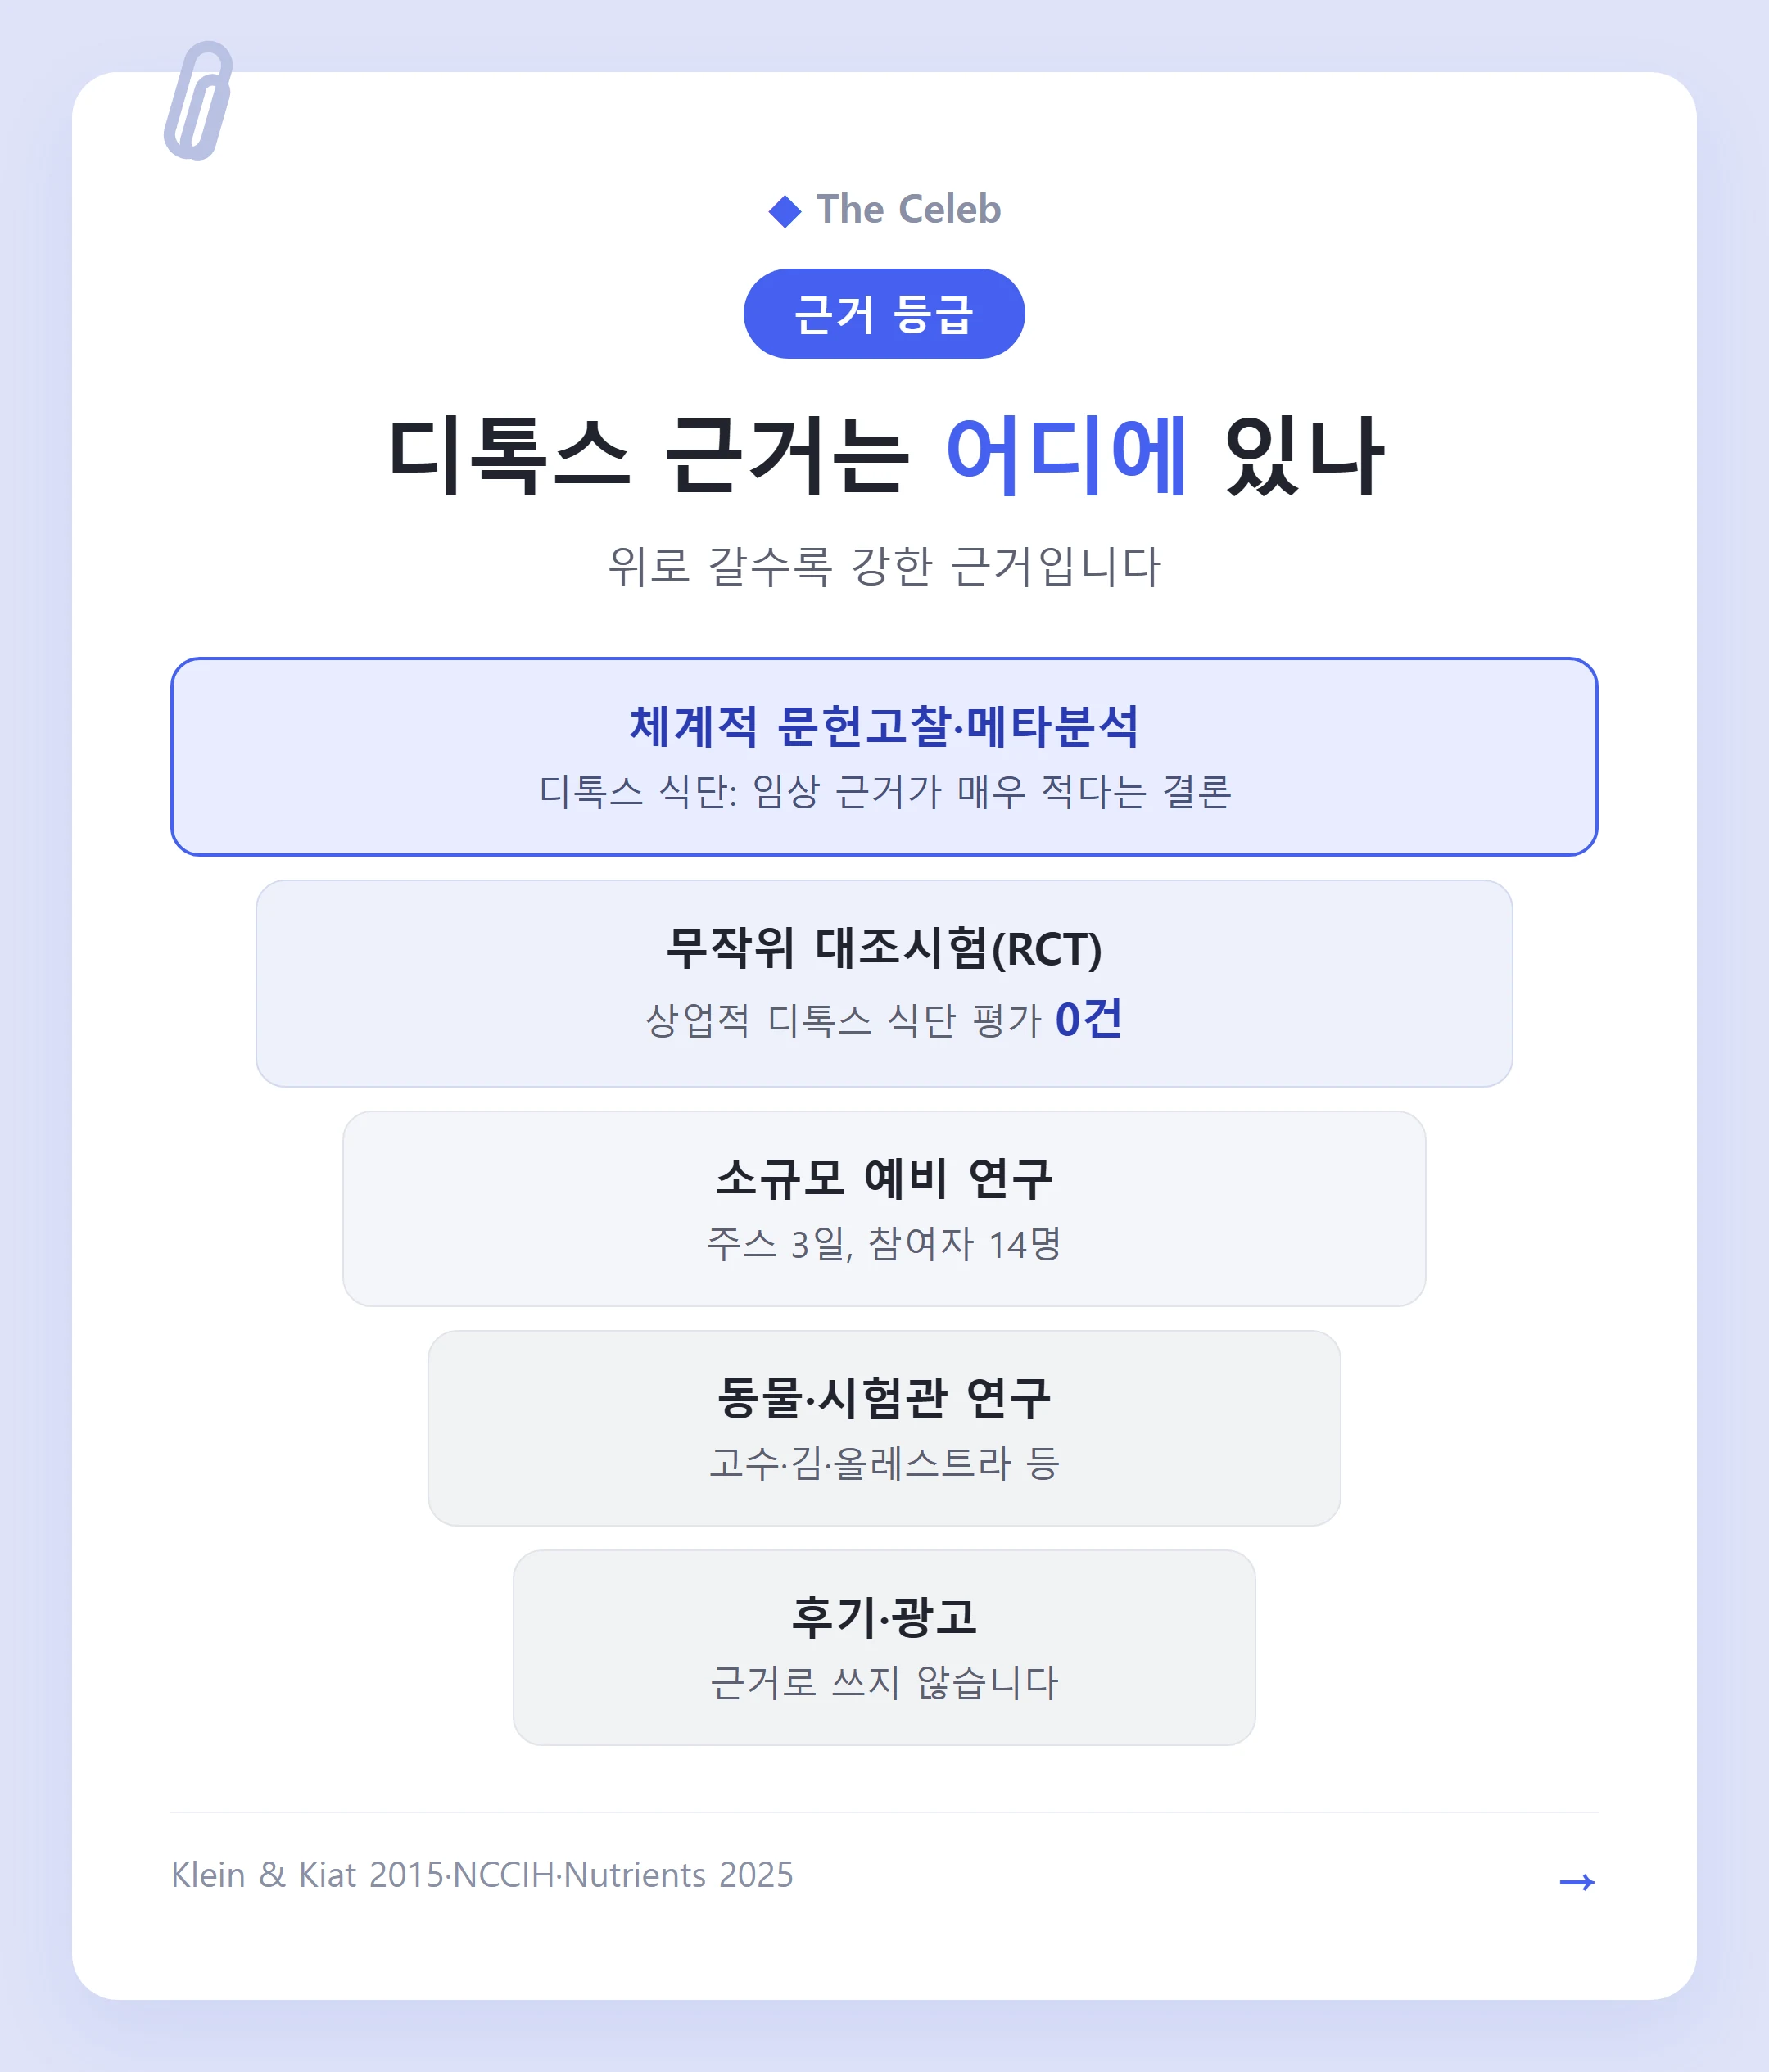 ◆ The Celeb
근거 등급
디톡스 근거는 어디에 있나
위로 갈수록 강한 근거입니다
체계적 문헌고찰·메타분석
디톡스 식단: 임상 근거가 매우 적다는 결론
무작위 대조시험(RCT)
상업적 디톡스 식단 평가 0건
소규모 예비 연구
주스 3일, 참여자 14명
동물·시험관 연구
고수·김·올레스트라 등
후기·광고
근거로 쓰지 않습니다
Klein & Kiat 2015·NCCIH·Nutrients 2025
→